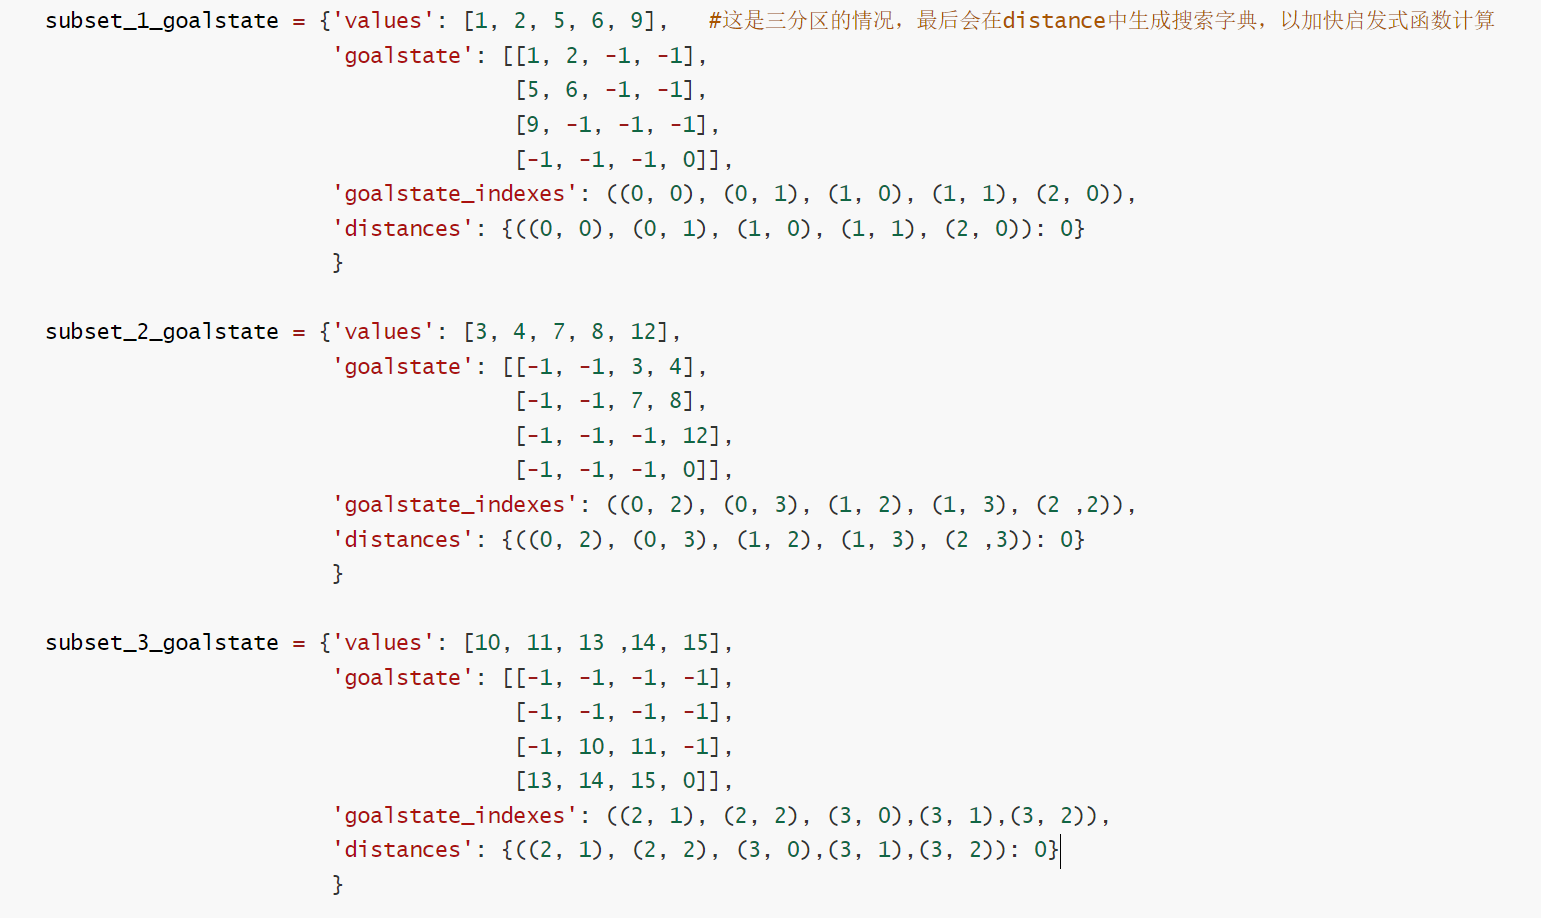 subset_1_goalstate = {'values': [1, 2, 5, 6, 9],   #这是三分区的情况，最后会在distance中生成搜索字典，以加快启发式函数计算
'goalstate': [[1, 2, -1, -1],
[5, 6, -1, -1],
[9, -1, -1, -1],
[-1, -1, -1, 0]],
'goalstate_indexes': ((0, 0), (0, 1), (1, 0), (1, 1), (2, 0)),
'distances': {((0, 0), (0, 1), (1, 0), (1, 1), (2, 0)): 0}
}
subset_2_goalstate = {'values': [3, 4, 7, 8, 12],
'goalstate': [[-1, -1, 3, 4],
[-1, -1, 7, 8],
[-1, -1, -1, 12],
[-1, -1, -1, 0]],
'goalstate_indexes': ((0, 2), (0, 3), (1, 2), (1, 3), (2 ,2)),
'distances': {((0, 2), (0, 3), (1, 2), (1, 3), (2 ,3)): 0}
}
subset_3_goalstate = {'values': [10, 11, 13 ,14, 15],
'goalstate': [[-1, -1, -1, -1],
[-1, -1, -1, -1],
[-1, 10, 11, -1],
[13, 14, 15, 0]],
'goalstate_indexes': ((2, 1), (2, 2), (3, 0),(3, 1),(3, 2)),
'distances': {((2, 1), (2, 2), (3, 0),(3, 1),(3, 2)): 0}
}